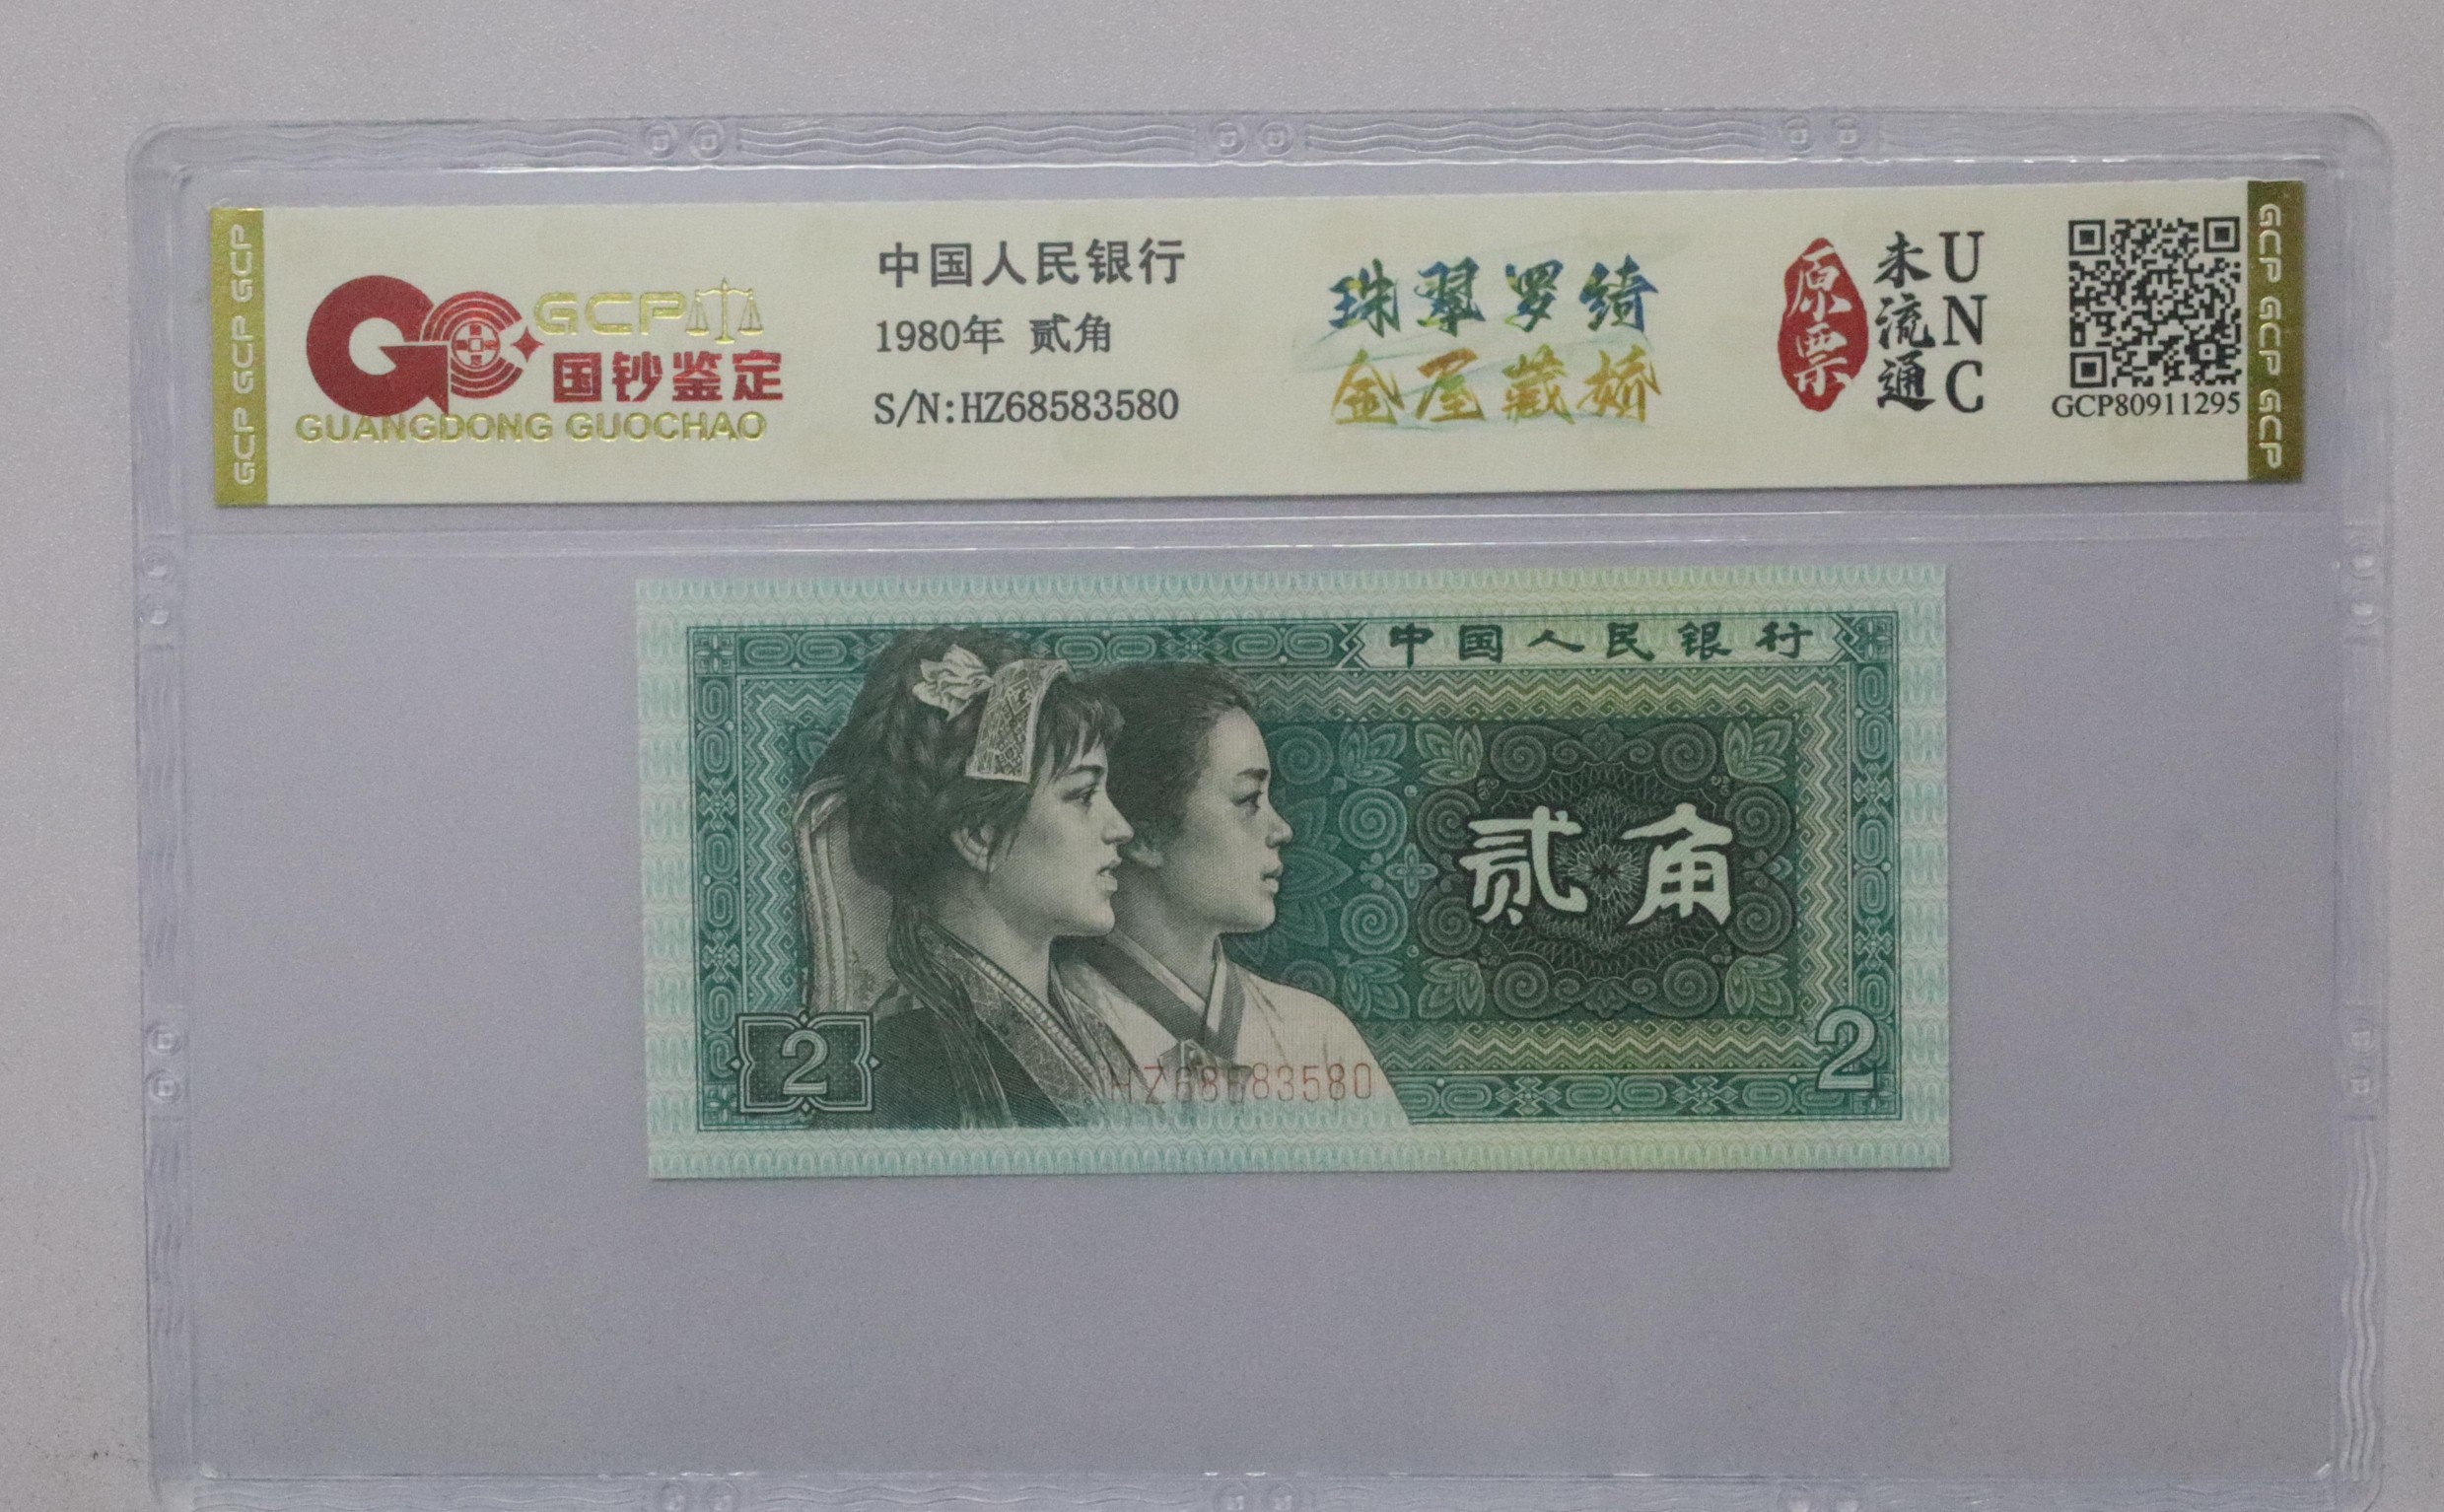 GCP GCP GCP
GCP
国钞鉴定
GUANGDONG GUOCHAO
中国人民银行
1980年 贰角
S/N:HZ68583580
珠翠罗绮
金屋藏娇
原票
未流通
UNC
GCP80911295
GCP GCP GCP
中国人民银行
贰角
2
HZ68583580
2